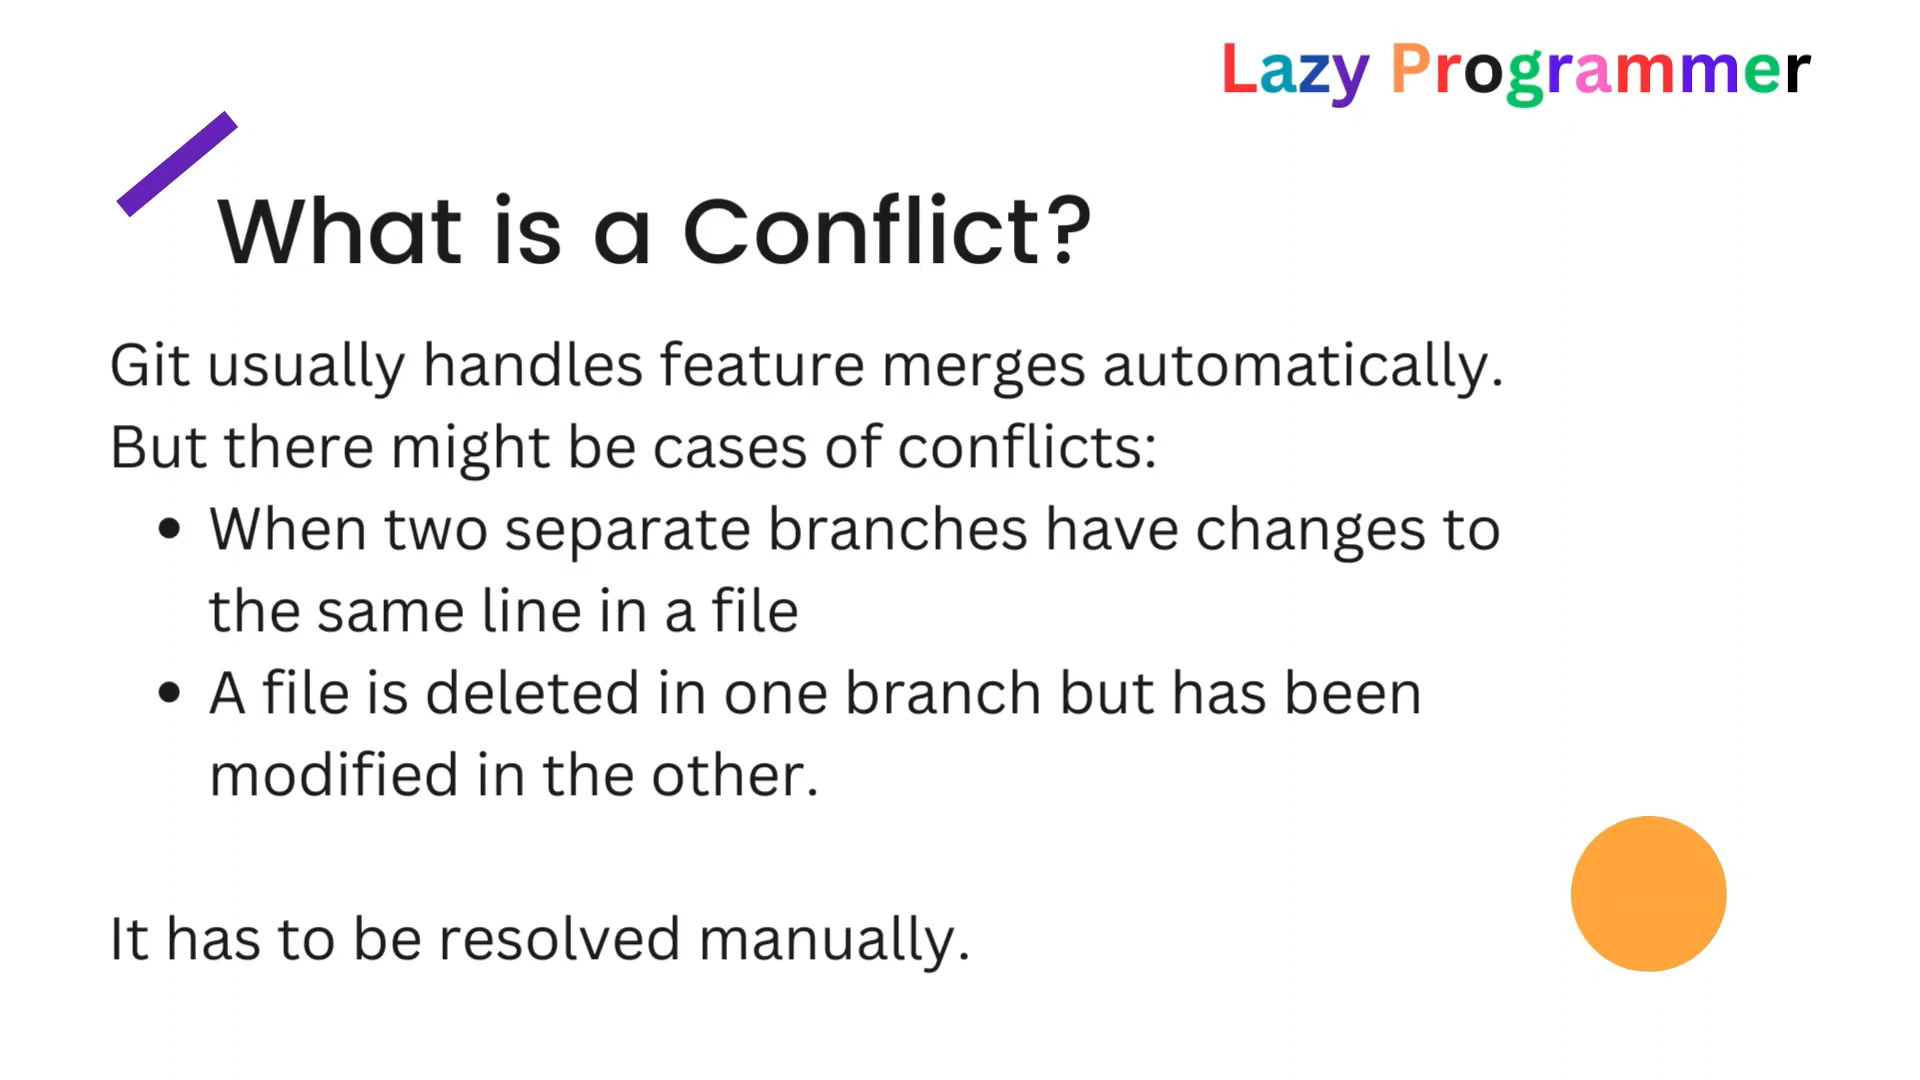 Lazy Programmer
What is a Conflict?
Git usually handles feature merges automatically.
But there might be cases of conflicts:
• When two separate branches have changes to
the same line in a file
• A file is deleted in one branch but has been
modified in the other.
It has to be resolved manually.